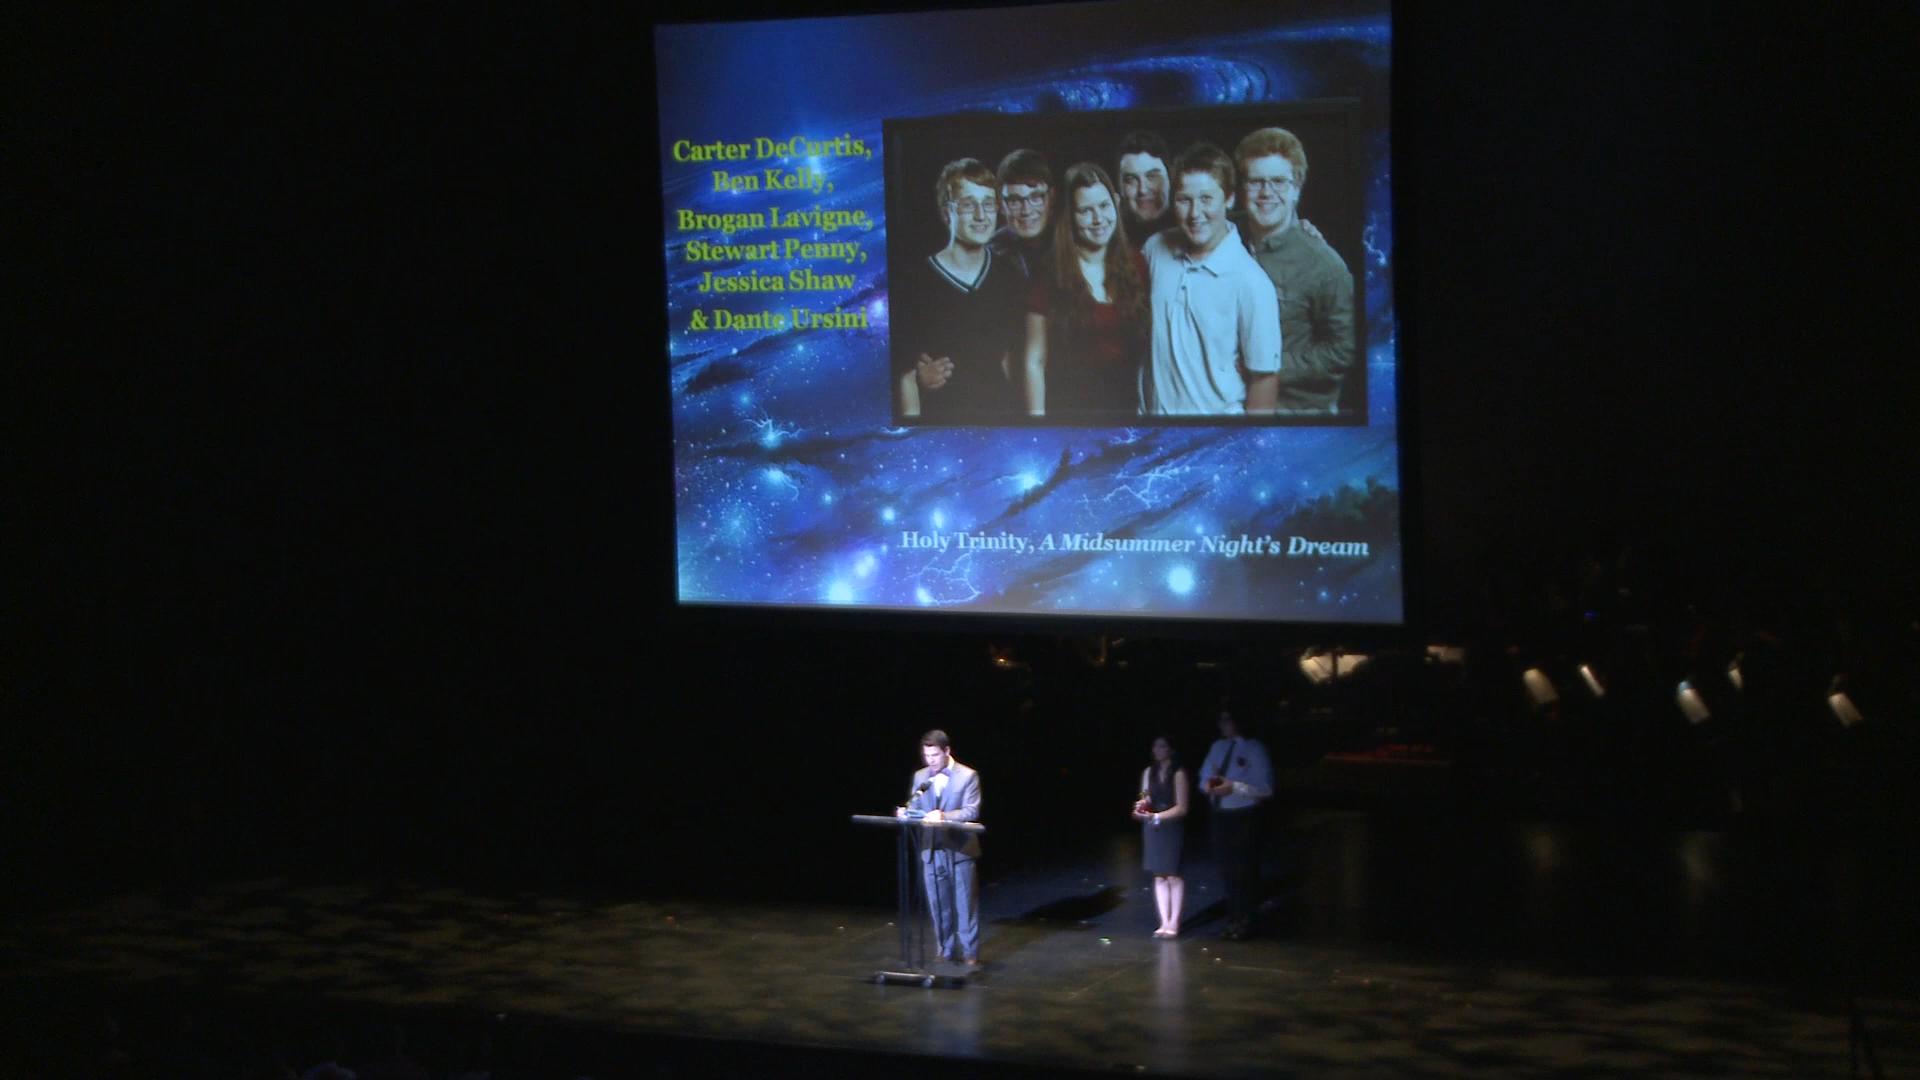 Carter DeCurtis,
Ben Kelly,
Brogan Lavigne,
Stewart Penny,
Jessica Shaw
& Dante Ursini
Holy Trinity, A Midsummer Night's Dream